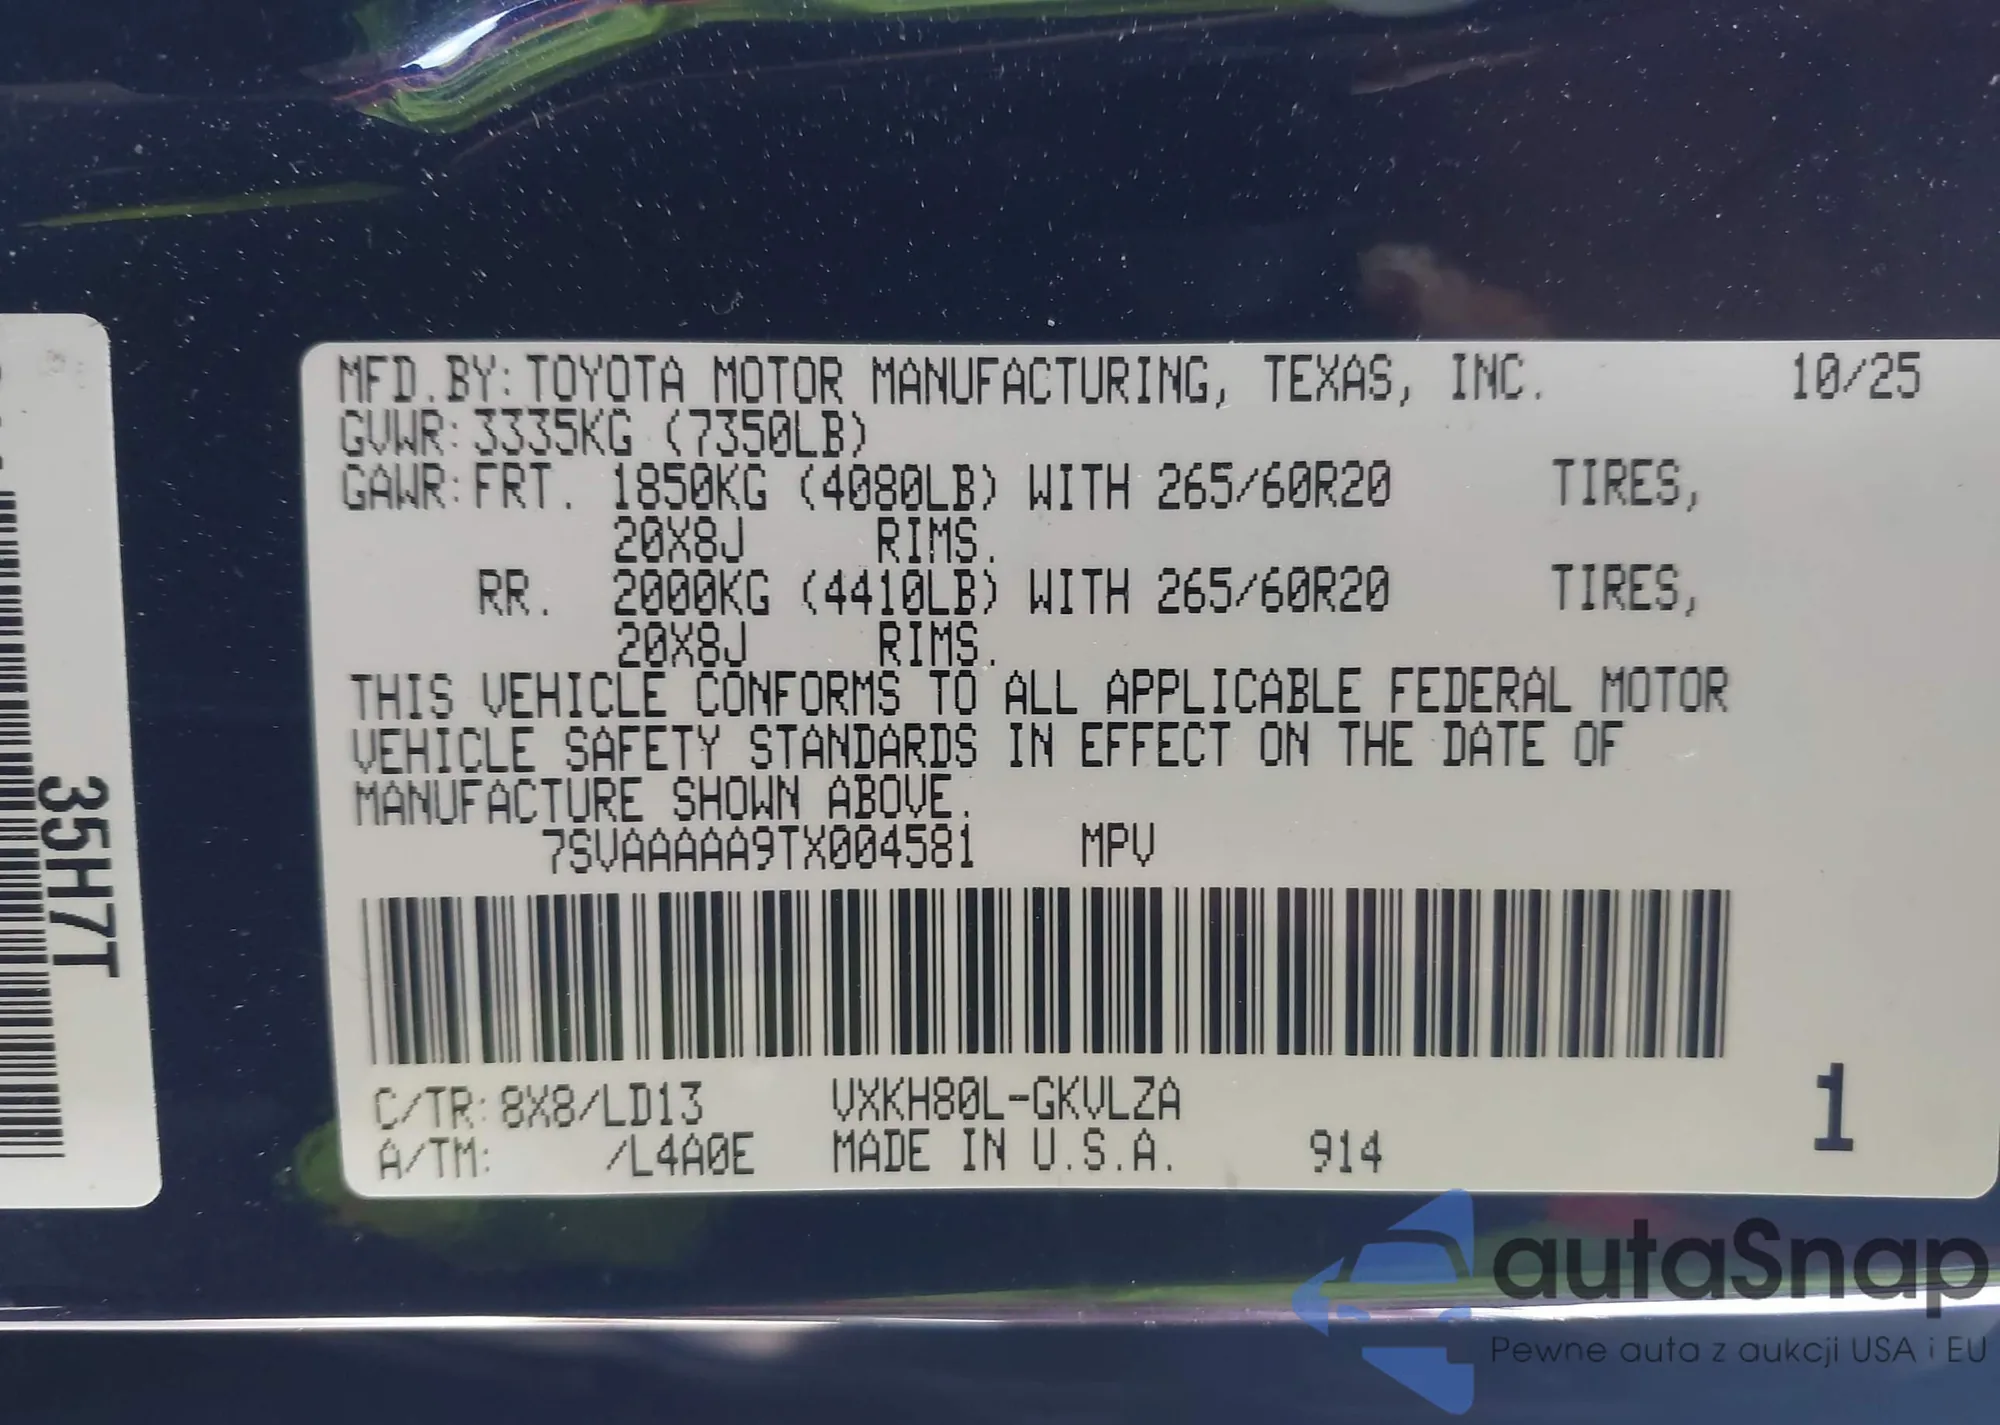 35H7T
MFD.BY:TOYOTA MOTOR MANUFACTURING, TEXAS, INC. 10/25
GVWR: 3335KG (7350LB)
GAWR: FRT. 1850KG (4080LB) WITH 265/60R20 TIRES,
20X8J RIMS.
RR. 2000KG (4410LB) WITH 265/60R20 TIRES,
20X8J RIMS.
THIS VEHICLE CONFORMS TO ALL APPLICABLE FEDERAL MOTOR
VEHICLE SAFETY STANDARDS IN EFFECT ON THE DATE OF
MANUFACTURE SHOWN ABOVE.
7SVAAAAA9TX004581 MPV
C/TR: 8X8/LD13 VXKH80L-GKVLZA
A/TM: /L4A0E MADE IN U.S.A. 914
1
autaSnap
Pewne auta z aukcji USA i EU